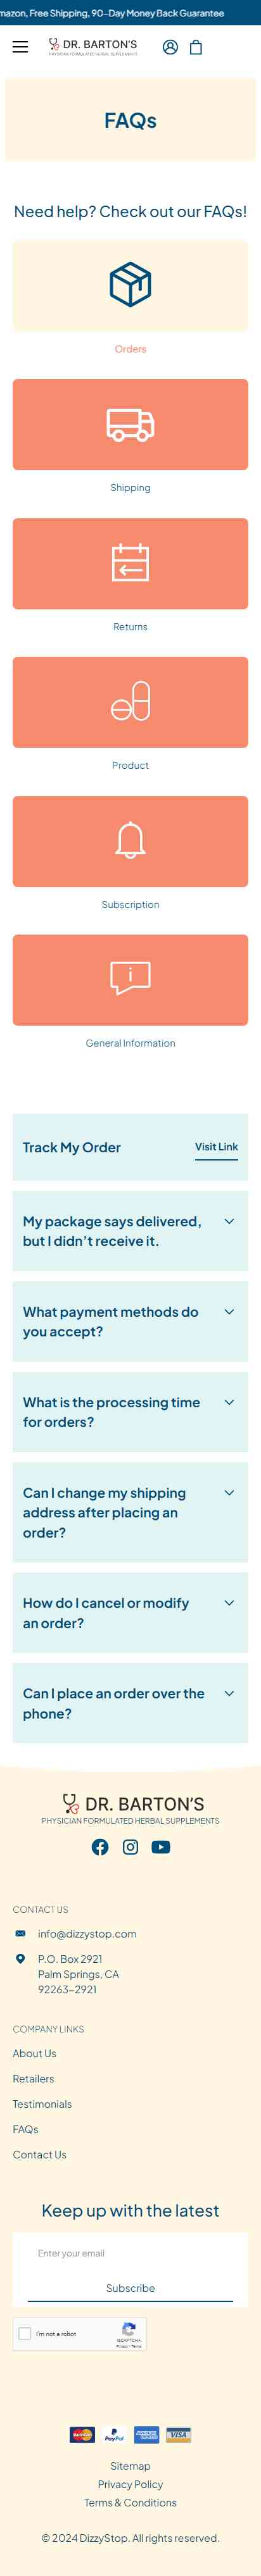 mazon, Free Shipping, 90-Day Money Back Guarantee
DR. BARTON'S
PHYSICIAN FORMULATED HERBAL SUPPLEMENTS
FAQs
Need help? Check out our FAQs!
Orders
Shipping
Returns
Product
Subscription
General Information
Track My Order
Visit Link
My package says delivered,
but I didn't receive it.
What payment methods do
you accept?
What is the processing time
for orders?
Can I change my shipping
address after placing an
order?
How do I cancel or modify
an order?
Can I place an order over the
phone?
DR. BARTON'S
PHYSICIAN FORMULATED HERBAL SUPPLEMENTS
CONTACT US
info@dizzystop.com
P.O. Box 2921
Palm Springs, CA
92263-2921
COMPANY LINKS
About Us
Retailers
Testimonials
FAQs
Contact Us
Keep up with the latest
Enter your email
Subscribe
I'm not a robot
reCAPTCHA
Privacy - Terms
MasterCard
PayPal
AMERICAN EXPRESS
VISA
Sitemap
Privacy Policy
Terms & Conditions
© 2024 DizzyStop. All rights reserved.